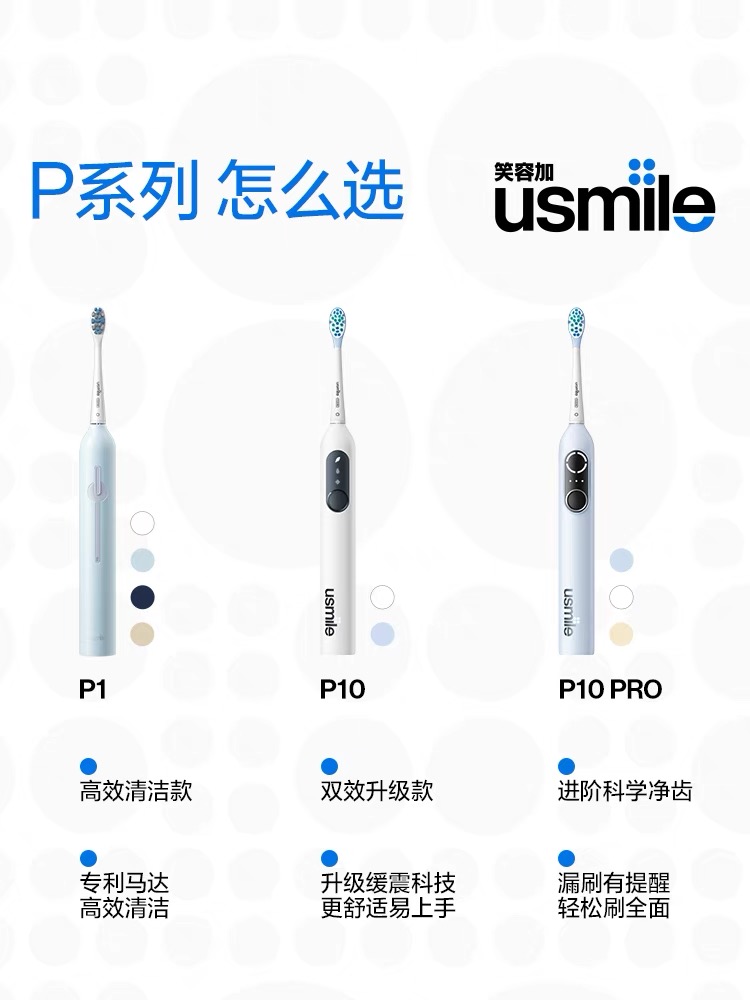 P系列 怎么选
笑容加
usmile
usmile
usmile
P1
P10
P10 PRO
高效清洁款
双效升级款
进阶科学净齿
专利马达
高效清洁
升级缓震科技
更舒适易上手
漏刷有提醒
轻松刷全面